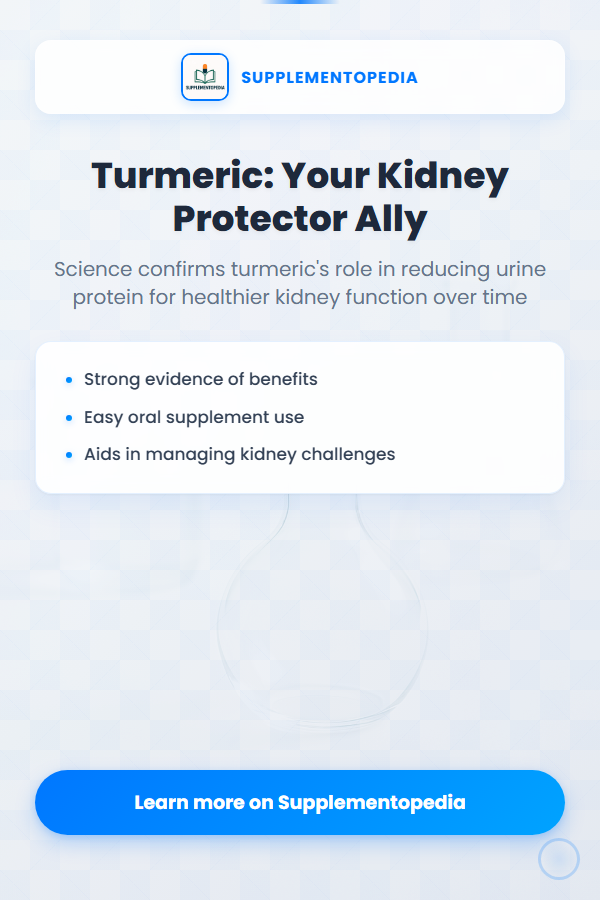 SUPPLEMENTOPEDIA
SUPPLEMENTOPEDIA
Turmeric: Your Kidney
Protector Ally
Science confirms turmeric's role in reducing urine
protein for healthier kidney function over time
Strong evidence of benefits
Easy oral supplement use
Aids in managing kidney challenges
Learn more on Supplementopedia